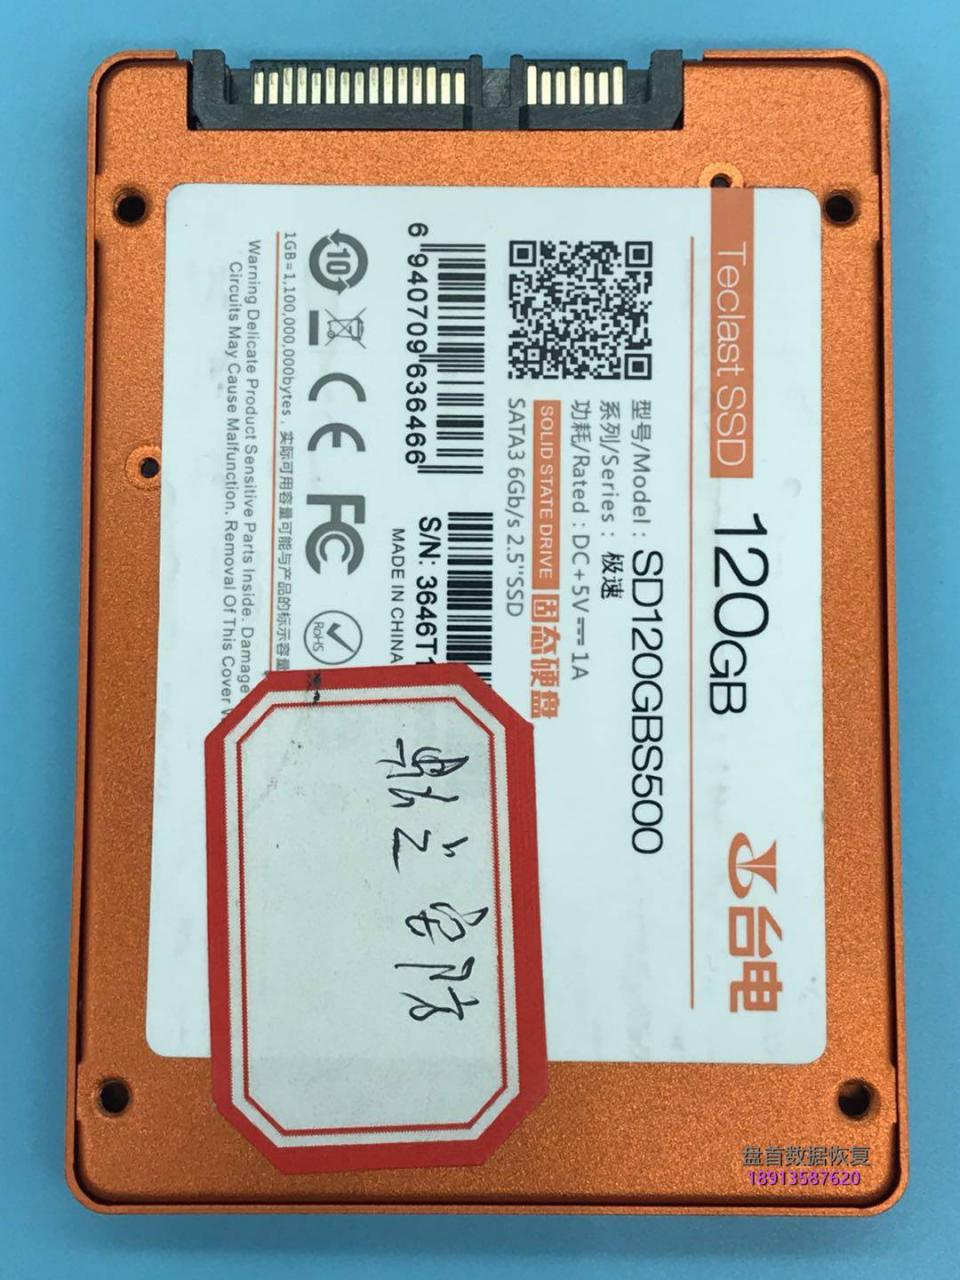 Teclast SSD
120GB
台电
型号/Model : SD120GBS500
系列/Series : 极速
功耗/Rated : DC+5V⎓1A
SOLID STATE DRIVE 固态硬盘
SATA3 6Gb/s 2.5''SSD
6 940709 636466
S/N: 3646T
MADE IN CHINA
10
CE
FC
RoHS
1GB=1,100,000,000bytes , 实际可用容量可能与产品的标示容量
Warning Delicate Product Sensitive Parts Inside. Damage
Circuits May Cause Malfunction. Removal Of This Cover W
盘首数据恢复
18913587620